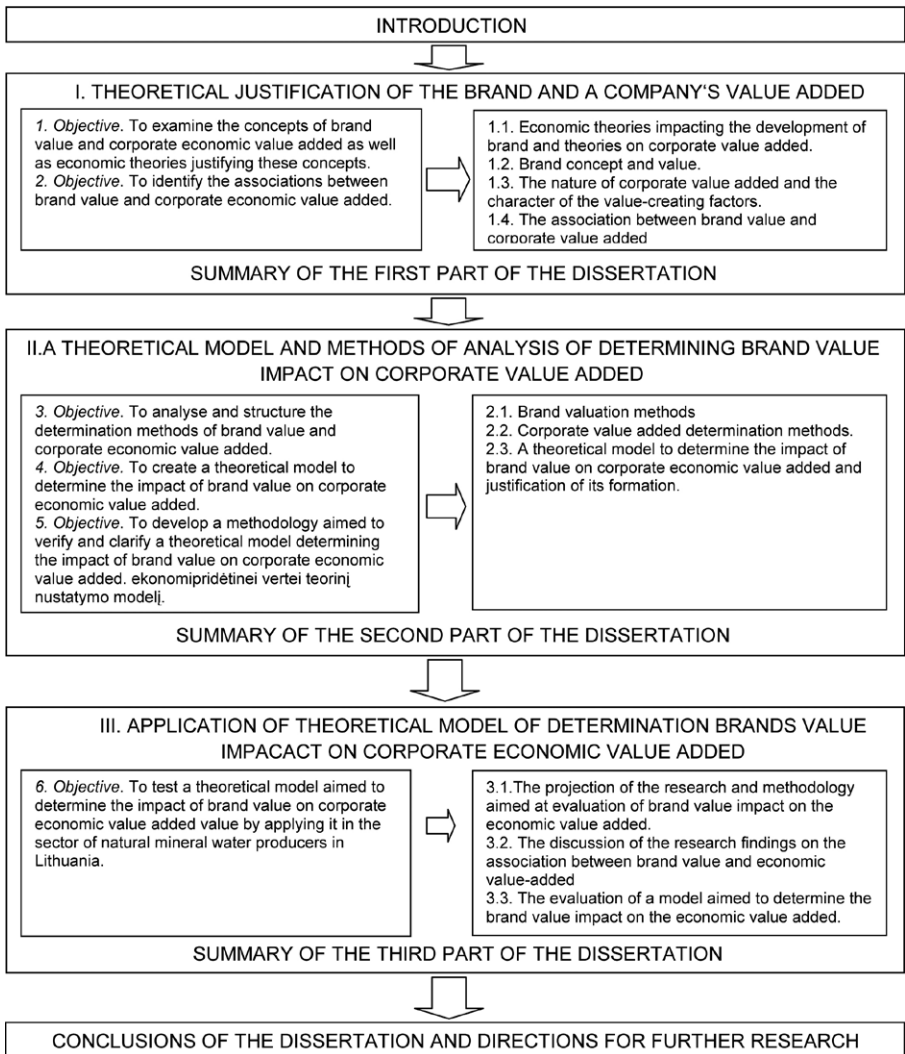 INTRODUCTION
I. THEORETICAL JUSTIFICATION OF THE BRAND AND A COMPANY‘S VALUE ADDED
1. Objective. To examine the concepts of brand
value and corporate economic value added as well
as economic theories justifying these concepts.
2. Objective. To identify the associations between
brand value and corporate economic value added.
1.1. Economic theories impacting the development of
brand and theories on corporate value added.
1.2. Brand concept and value.
1.3. The nature of corporate value added and the
character of the value-creating factors.
1.4. The association between brand value and
corporate value added
SUMMARY OF THE FIRST PART OF THE DISSERTATION
II.A THEORETICAL MODEL AND METHODS OF ANALYSIS OF DETERMINING BRAND VALUE
IMPACT ON CORPORATE VALUE ADDED
3. Objective. To analyse and structure the
determination methods of brand value and
corporate economic value added.
4. Objective. To create a theoretical model to
determine the impact of brand value on corporate
economic value added.
5. Objective. To develop a methodology aimed to
verify and clarify a theoretical model determining
the impact of brand value on corporate economic
value added. ekonomipridėtinei vertei teorinį
nustatymo modelį.
2.1. Brand valuation methods
2.2. Corporate value added determination methods.
2.3. A theoretical model to determine the impact of
brand value on corporate economic value added and
justification of its formation.
SUMMARY OF THE SECOND PART OF THE DISSERTATION
III. APPLICATION OF THEORETICAL MODEL OF DETERMINATION BRANDS VALUE
IMPACACT ON CORPORATE ECONOMIC VALUE ADDED
6. Objective. To test a theoretical model aimed to
determine the impact of brand value on corporate
economic value added value by applying it in the
sector of natural mineral water producers in
Lithuania.
3.1.The projection of the research and methodology
aimed at evaluation of brand value impact on the
economic value added.
3.2. The discussion of the research findings on the
association between brand value and economic
value-added
3.3. The evaluation of a model aimed to determine the
brand value impact on the economic value added.
SUMMARY OF THE THIRD PART OF THE DISSERTATION
CONCLUSIONS OF THE DISSERTATION AND DIRECTIONS FOR FURTHER RESEARCH